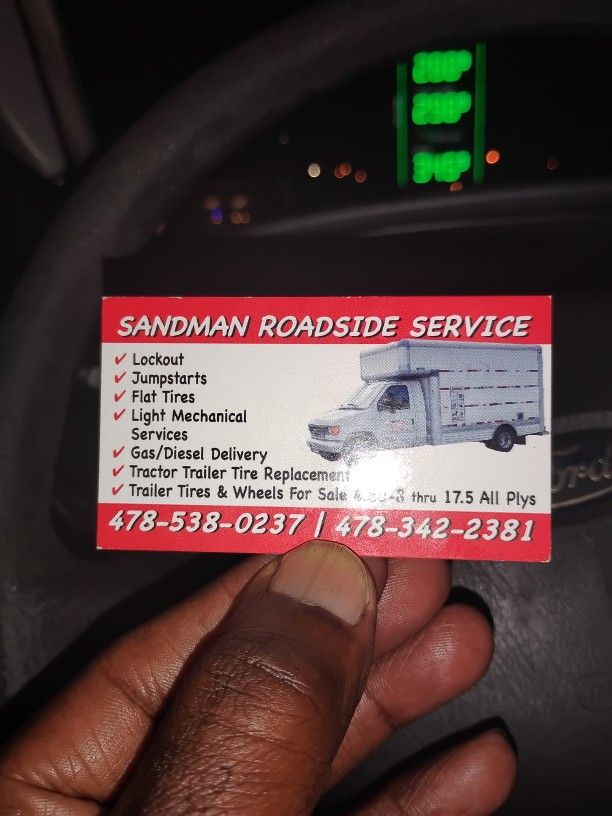 SANDMAN ROADSIDE SERVICE
✔ Lockout
✔ Jumpstarts
✔ Flat Tires
✔ Light Mechanical
Services
✔ Gas/Diesel Delivery
✔ Tractor Trailer Tire Replacement
✔ Trailer Tires & Wheels For Sale thru 17.5 All Plys
478-538-0237 | 478-342-2381
Ford